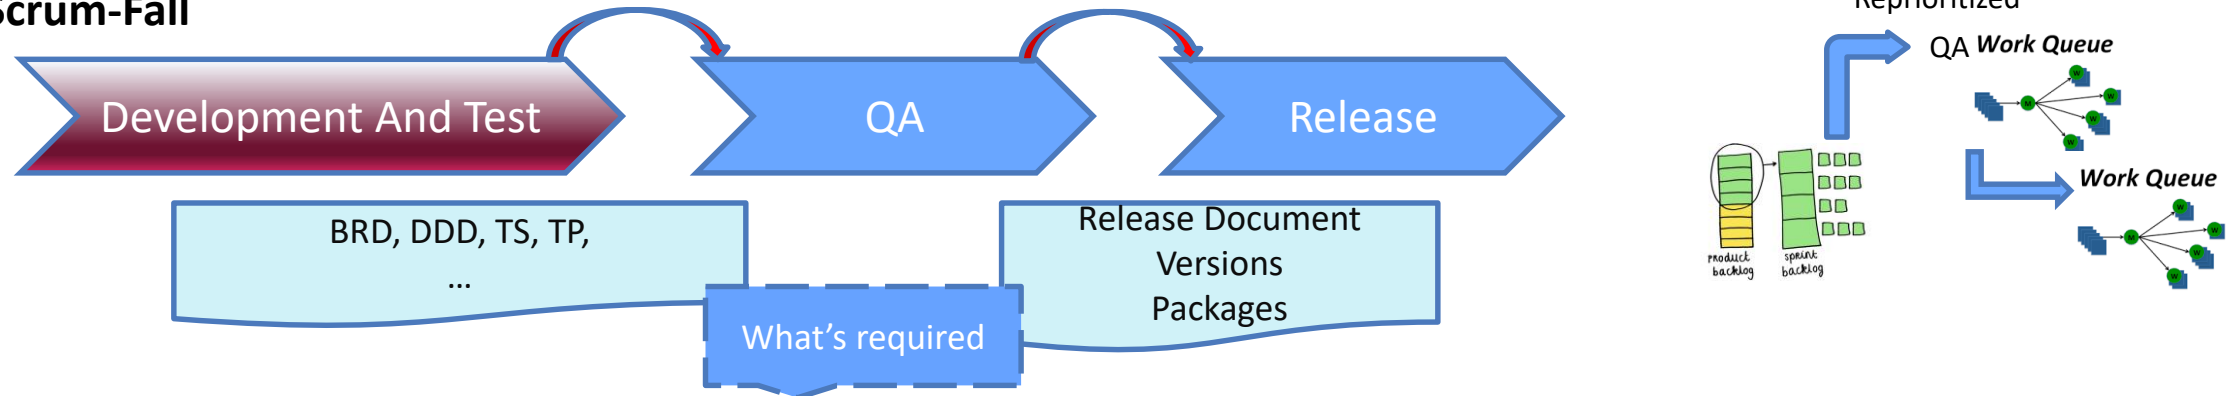 Scrum-Fall
Development And Test
QA
Release
BRD, DDD, TS, TP,
...
What's required
Release Document
Versions
Packages
Reprioritized
QA Work Queue
Work Queue
product
backlog
sprint
backlog